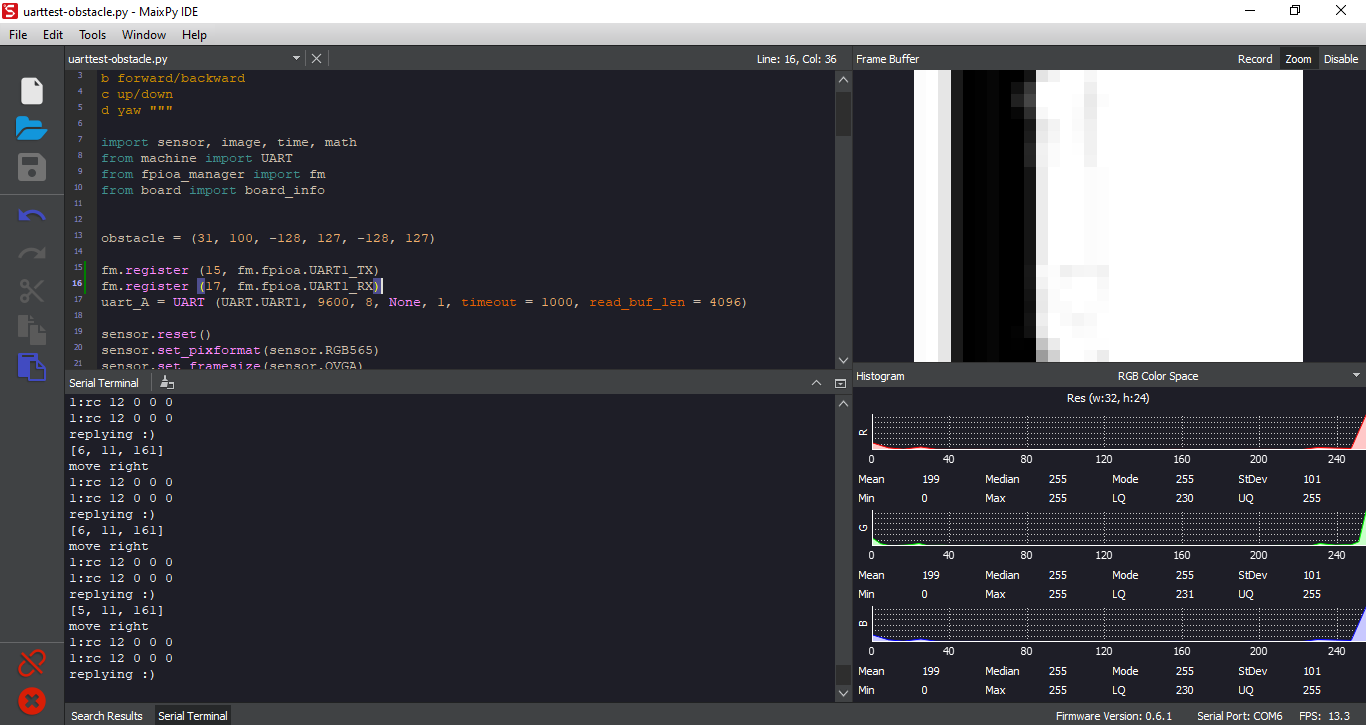 uarttest-obstacle.py - MaixPy IDE
File Edit Tools Window Help
uarttest-obstacle.py
Line: 16, Col: 36
3 b forward/backward
4 c up/down
5 d yaw """
6
7 import sensor, image, time, math
8 from machine import UART
9 from fpioa_manager import fm
10 from board import board_info
11
12
13 obstacle = (31, 100, -128, 127, -128, 127)
14
15 fm.register (15, fm.fpioa.UART1_TX)
16 fm.register (17, fm.fpioa.UART1_RX)
17 uart_A = UART (UART.UART1, 9600, 8, None, 1, timeout = 1000, read_buf_len = 4096)
18
19 sensor.reset()
20 sensor.set_pixformat(sensor.RGB565)
21 sensor.set_framesize(sensor.QVGA)
Serial Terminal
1:rc 12 0 0 0
1:rc 12 0 0 0
replying :)
[6, 11, 161]
move right
1:rc 12 0 0 0
1:rc 12 0 0 0
replying :)
[6, 11, 161]
move right
1:rc 12 0 0 0
1:rc 12 0 0 0
replying :)
[5, 11, 161]
move right
1:rc 12 0 0 0
1:rc 12 0 0 0
replying :)
Search Results Serial Terminal
Frame Buffer Record Zoom Disable
Histogram RGB Color Space
Res (w:32, h:24)
R
0 40 80 120 160 200 240
Mean 199 Median 255 Mode 255 StDev 101
Min 0 Max 255 LQ 230 UQ 255
G
0 40 80 120 160 200 240
Mean 199 Median 255 Mode 255 StDev 101
Min 0 Max 255 LQ 231 UQ 255
B
0 40 80 120 160 200 240
Mean 199 Median 255 Mode 255 StDev 101
Min 0 Max 255 LQ 230 UQ 255
Firmware Version: 0.6.1 Serial Port: COM6 FPS: 13.3